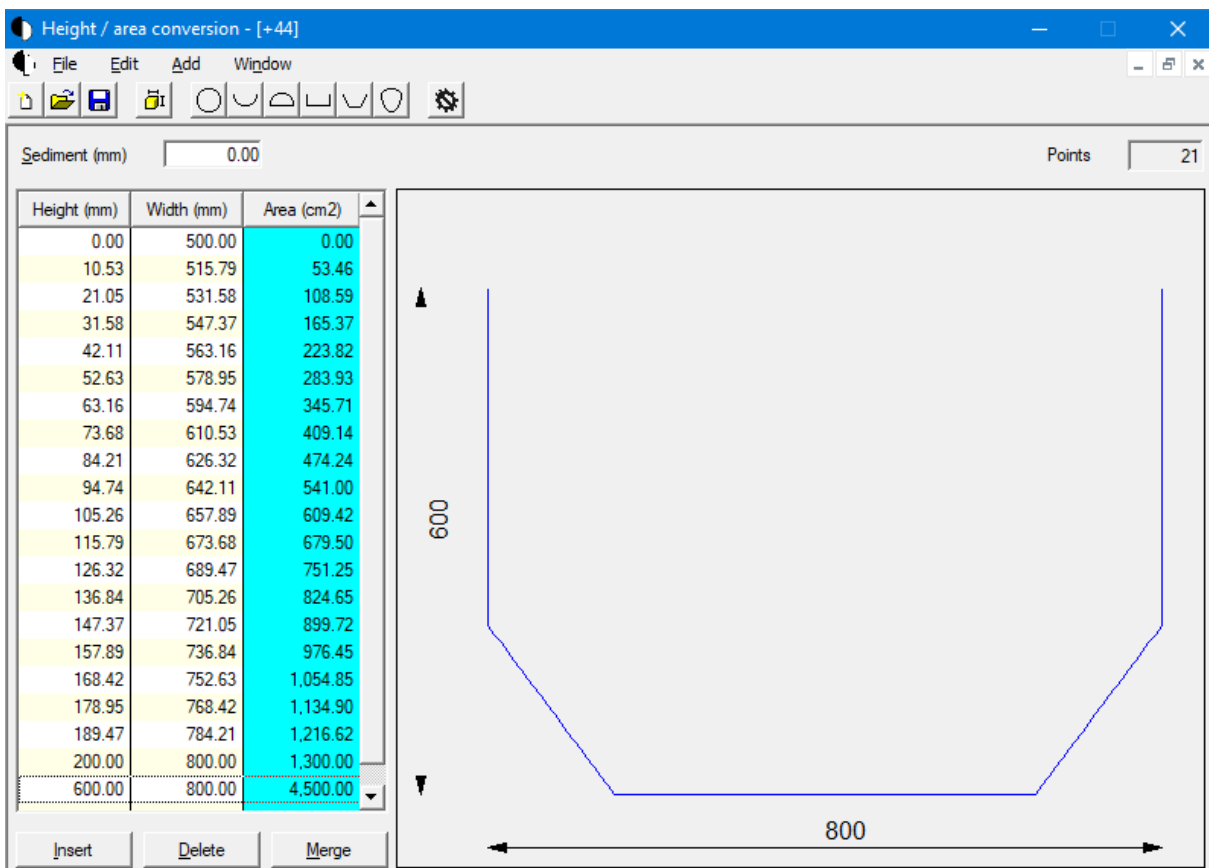 Height / area conversion - [+44]
File Edit Add Window
Sediment (mm) 0.00 Points 21
Height (mm) Width (mm) Area (cm2)
0.00 500.00 0.00
10.53 515.79 53.46
21.05 531.58 108.59
31.58 547.37 165.37
42.11 563.16 223.82
52.63 578.95 283.93
63.16 594.74 345.71
73.68 610.53 409.14
84.21 626.32 474.24
94.74 642.11 541.00
105.26 657.89 609.42
115.79 673.68 679.50
126.32 689.47 751.25
136.84 705.26 824.65
147.37 721.05 899.72
157.89 736.84 976.45
168.42 752.63 1,054.85
178.95 768.42 1,134.90
189.47 784.21 1,216.62
200.00 800.00 1,300.00
600.00 800.00 4,500.00
Insert Delete Merge
600
800